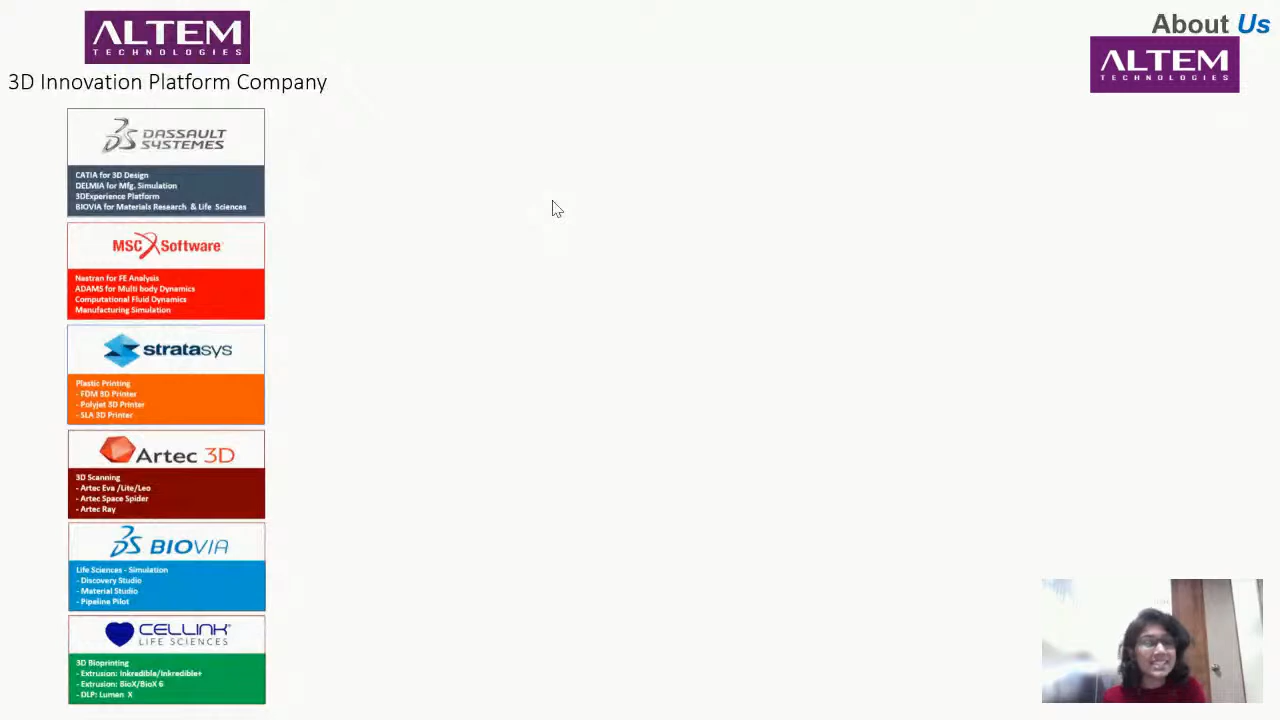 ALTEM
TECHNOLOGIES
3D Innovation Platform Company
About Us
ALTEM
TECHNOLOGIES
DASSAULT
SYSTEMES
CATIA for 3D Design
DELMIA for Mfg. Simulation
3DExperience Platform
BIOVIA for Materials Research & Life Sciences
MSC Software
Nastran for FE Analysis
ADAMS for Multi body Dynamics
Computational Fluid Dynamics
Manufacturing Simulation
stratasys
Plastic Printing
- FDM 3D Printer
- Polyjet 3D Printer
- SLA 3D Printer
Artec 3D
3D Scanning
- Artec Eva /Lite/Leo
- Artec Space Spider
- Artec Ray
BIOVIA
Life Sciences - Simulation
- Discovery Studio
- Material Studio
- Pipeline Pilot
CELLINK
LIFE SCIENCES
3D Bioprinting
- Extrusion: Inkredible/Inkredible+
- Extrusion: BioX/BioX 6
- DLP: Luman X